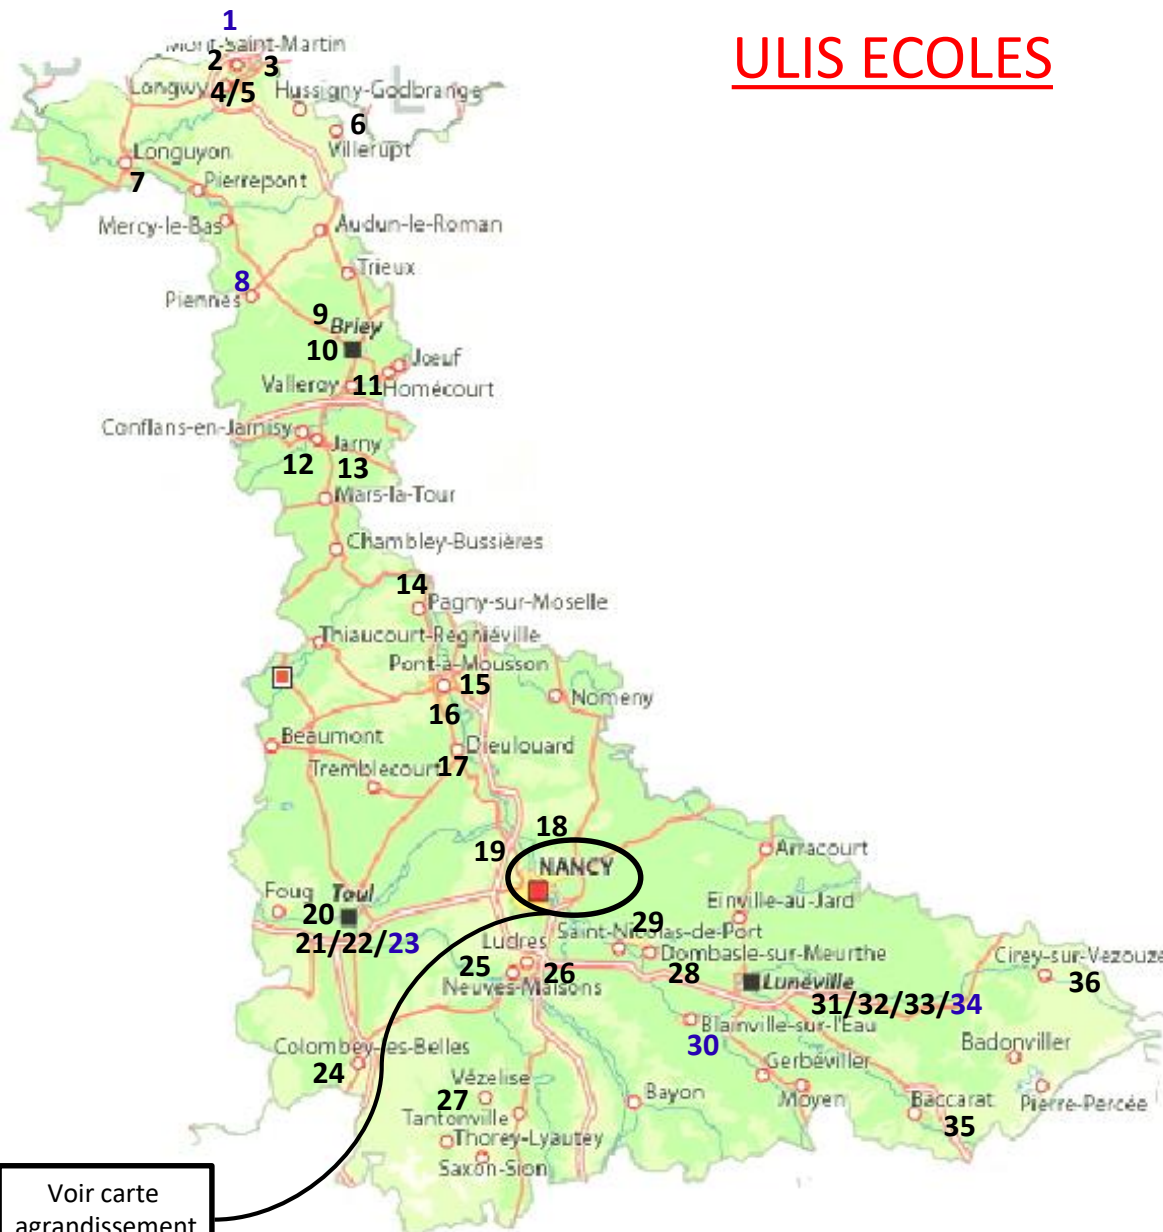 ULIS ECOLES
1
Mont-Saint-Martin
2
3
Longwy
4/5
Hussigny-Godbrange
6
Villerupt
Longuyon
7
Pierrepont
Mercy-le-Bas
Audun-le-Roman
Trieux
8
Piennes
9
Briey
10
Jœuf
Valleroy
11
Homécourt
Conflans-en-Jarnisy
Jarny
12
13
Mars-la-Tour
Chambley-Bussières
14
Pagny-sur-Moselle
Thiaucourt-Regniéville
Pont-à-Mousson
15
Nomeny
16
Beaumont
Dieulouard
Tremblecourt
17
18
19
NANCY
Arracourt
Foug
Toul
20
21/22/23
Einville-au-Jard
29
Saint-Nicolas-de-Port
Ludres
Dombasle-sur-Meurthe
Cirey-sur-Vezouze
25
26
28
36
Neuves-Maisons
Lunéville
31/32/33/34
Blainville-sur-l'Eau
30
Colombey-les-Belles
24
Badonviller
Gerbéviller
Vézelise
27
Bayon
Moyen
Baccarat
Pierre-Percée
35
Tantonville
Thorey-Lyautey
Saxon-Sion
Voir carte
agrandissement